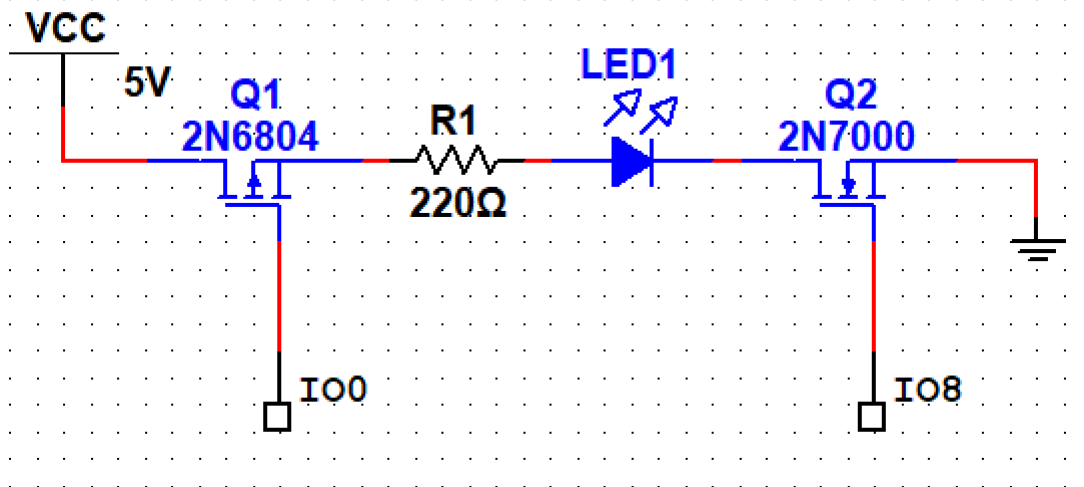 VCC
5V
Q1
2N6804
R1
220Ω
LED1
Q2
2N7000
IO0
IO8